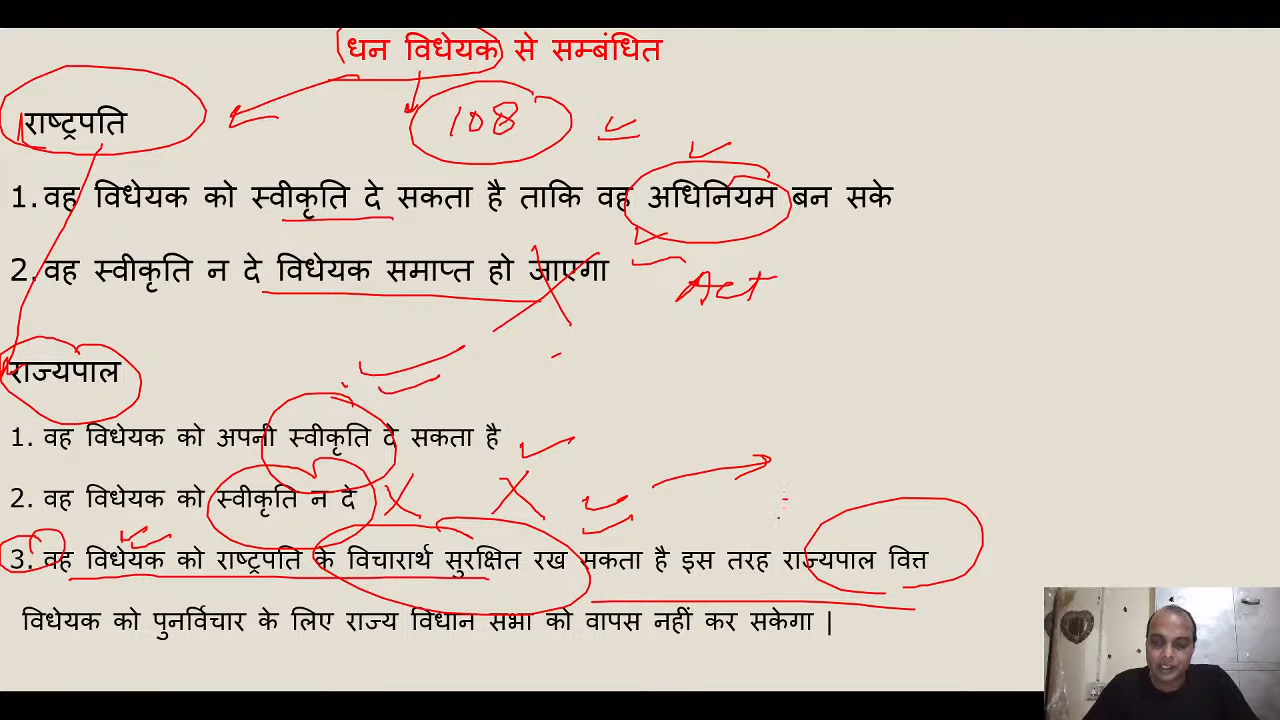 धन विधेयक से सम्बंधित
राष्ट्रपति
108
1. वह विधेयक को स्वीकृति दे सकता है ताकि वह अधिनियम बन सके
2. वह स्वीकृति न दे विधेयक समाप्त हो जाएगा
Act
राज्यपाल
1. वह विधेयक को अपनी स्वीकृति दे सकता है
2. वह विधेयक को स्वीकृति न दे
3. वह विधेयक को राष्ट्रपति के विचारार्थ सुरक्षित रख सकता है इस तरह राज्यपाल वित्त
विधेयक को पुनर्विचार के लिए राज्य विधान सभा को वापस नहीं कर सकेगा |